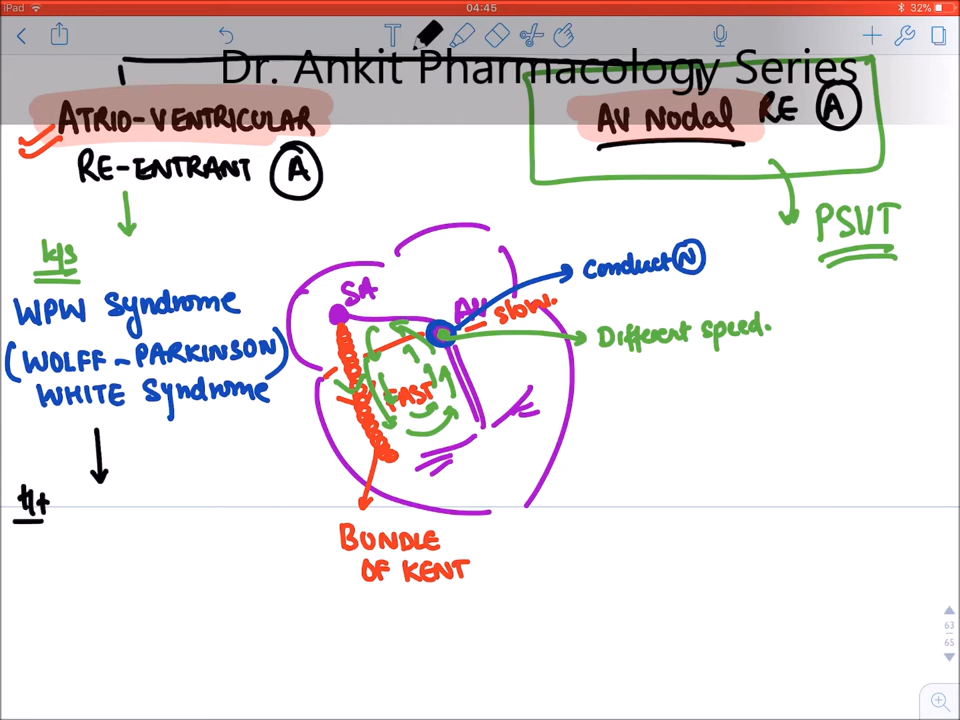 iPad
04:45
32%
T
Dr. Ankit Pharmacology Series
ATRIO-VENTRICULAR
RE-ENTRANT A
AV Nodal RE A
PSVT
k/s
WPW Syndrome
(WOLFF-PARKINSON)
WHITE Syndrome
SA
AV
slow.
Conduct N
Different speed.
FAST
BUNDLE
OF KENT
63
65